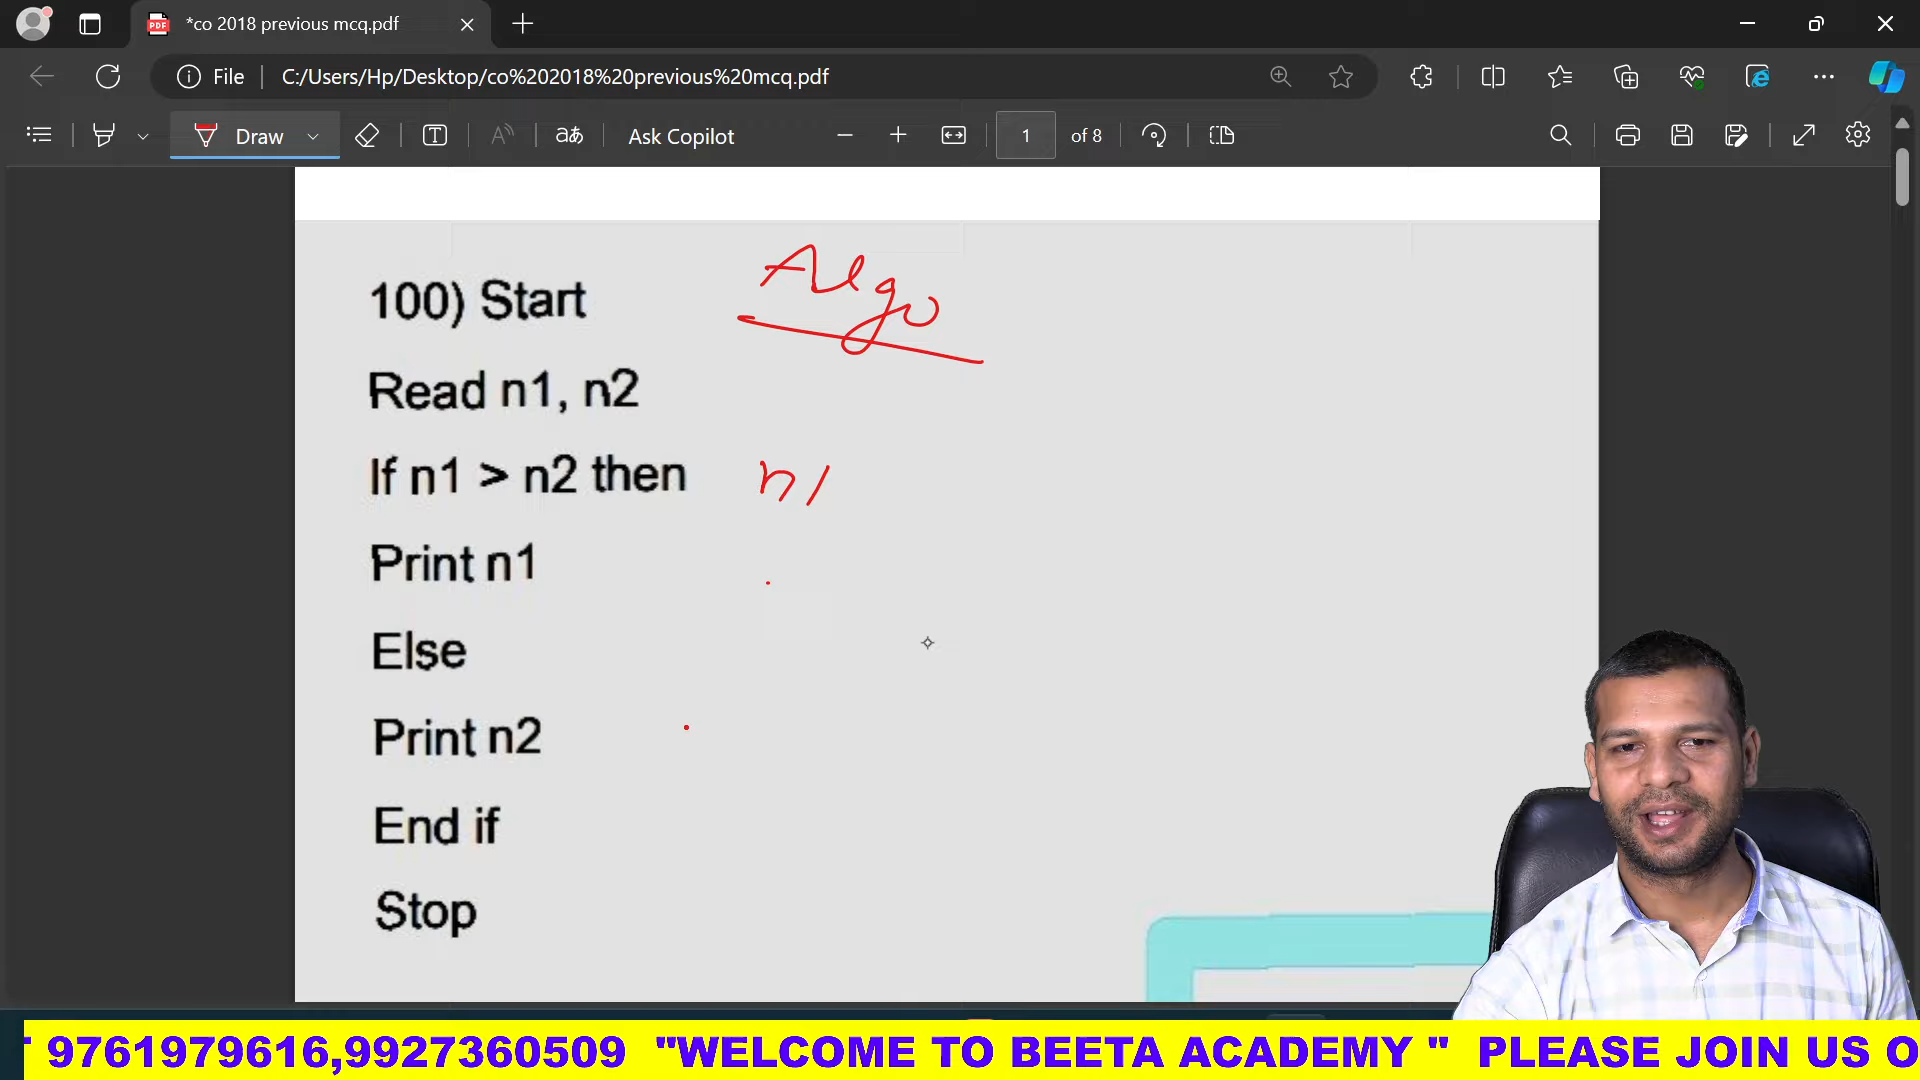 *co 2018 previous mcq.pdf
File
C:/Users/Hp/Desktop/co%202018%20previous%20mcq.pdf
Draw
Ask Copilot
1 of 8
100) Start
Algo
Read n1, n2
If n1 > n2 then
n1
Print n1
Else
Print n2
End if
Stop
9761979616,9927360509 "WELCOME TO BEETA ACADEMY " PLEASE JOIN US O